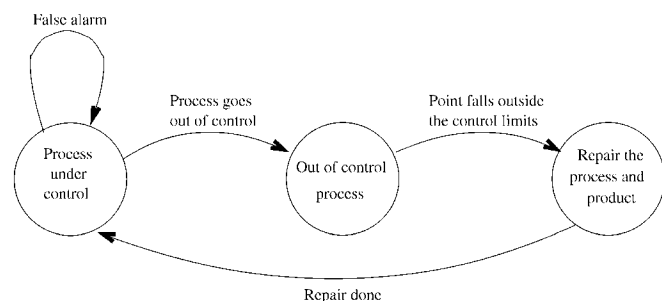 False alarm
Process goes
out of control
Point falls outside
the control limits
Process
under
control
Out of control
process
Repair the
process and
product
Repair done